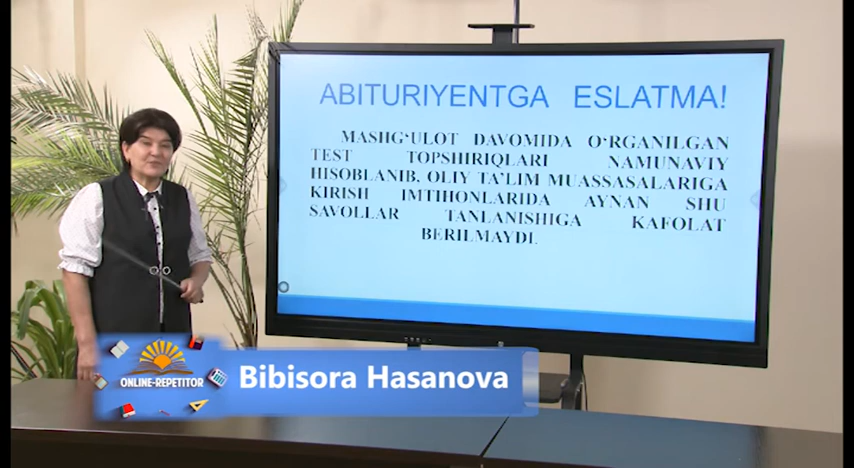 ABITURIYENTGA ESLATMA!
MASHG‘ULOT DAVOMIDA O‘RGANILGAN
TEST TOPSHIRIQLARI NAMUNAVIY
HISOBLANIB, OLIY TA’LIM MUASSASALARIGA
KIRISH IMTIHONLARIDA AYNAN SHU
SAVOLLAR TANLANISHIGA KAFOLAT
BERILMAYDI.
ONLINE-REPETITOR
Bibisora Hasanova